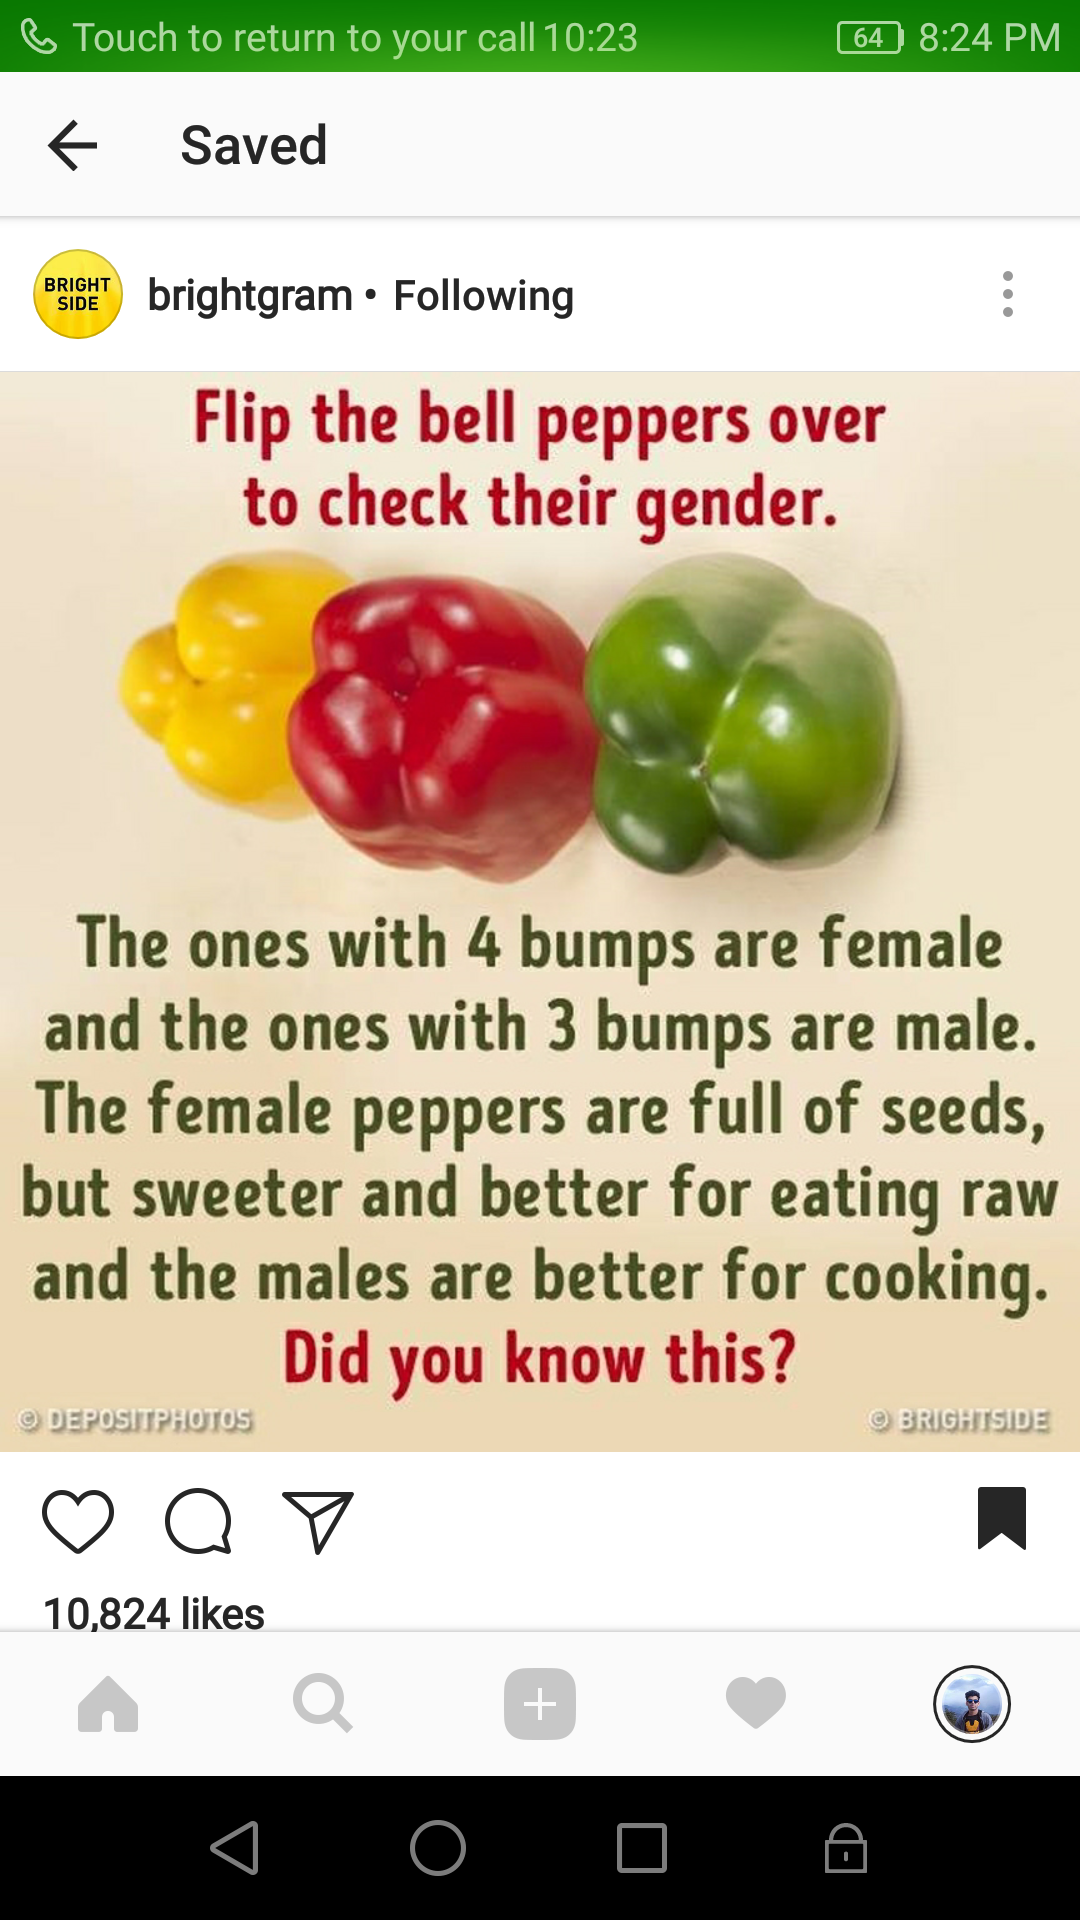 Touch to return to your call 10:23 64 8:24 PM
Saved
BRIGHT
SIDE
brightgram • Following
Flip the bell peppers over
to check their gender.
The ones with 4 bumps are female
and the ones with 3 bumps are male.
The female peppers are full of seeds,
but sweeter and better for eating raw
and the males are better for cooking.
Did you know this?
© DEPOSITPHOTOS © BRIGHTSIDE
10,824 likes